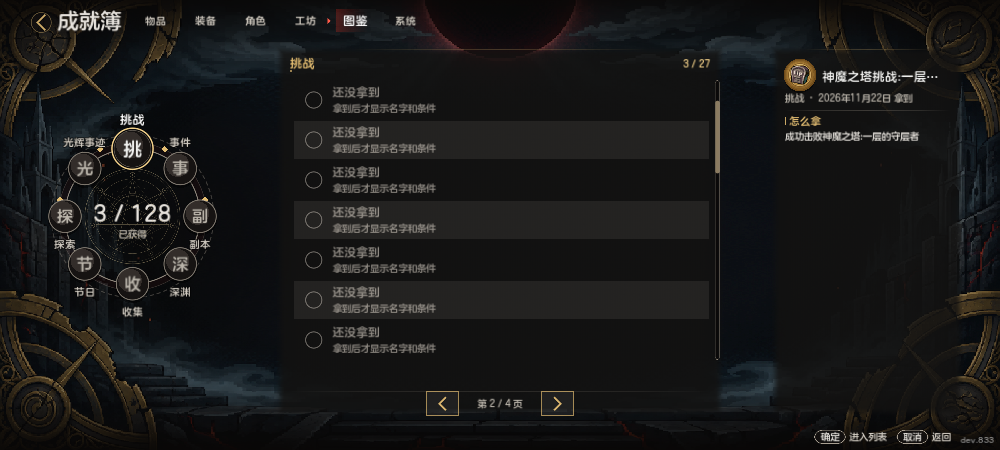 成就簿 物品 装备 角色 工坊 图鉴 系统
挑战 3 / 27
挑战
光辉事迹 事件
挑
光 事
探 3 / 128 副
已获得
探索 副本
节 深
收
节日 深渊
收集
还没拿到
拿到后才显示名字和条件
还没拿到
拿到后才显示名字和条件
还没拿到
拿到后才显示名字和条件
还没拿到
拿到后才显示名字和条件
还没拿到
拿到后才显示名字和条件
还没拿到
拿到后才显示名字和条件
还没拿到
拿到后才显示名字和条件
第 2 / 4 页
神魔之塔挑战:一层…
挑战 · 2026年11月22日 拿到
怎么拿
成功击败神魔之塔:一层的守层者
确定 进入列表 取消 返回 dev.833